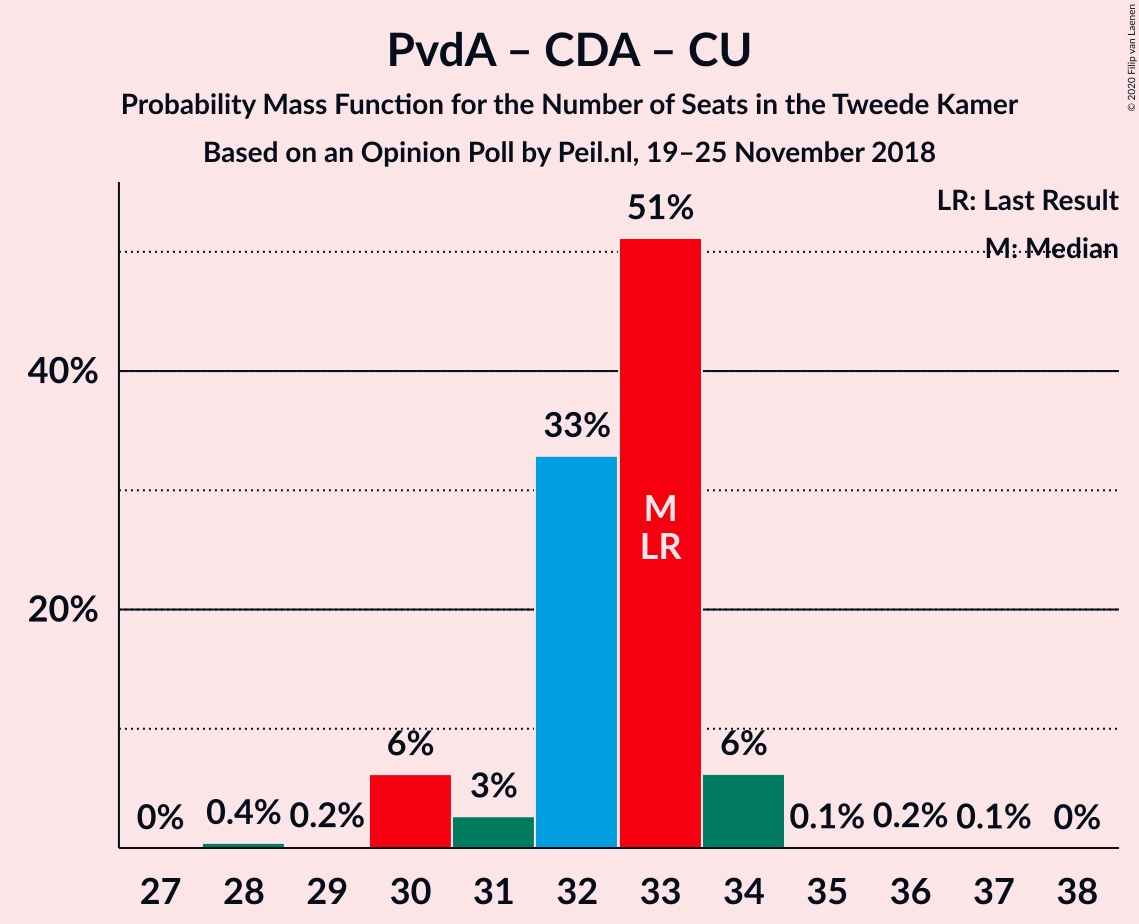 PvdA – CDA – CU
Probability Mass Function for the Number of Seats in the Tweede Kamer
Based on an Opinion Poll by Peil.nl, 19–25 November 2018
© 2020 Filip van Laenen
LR: Last Result
M: Median
40%
20%
0%
0.4%
0.2%
6%
3%
33%
51%
M
LR
6%
0.1%
0.2%
0.1%
0%
27 28 29 30 31 32 33 34 35 36 37 38